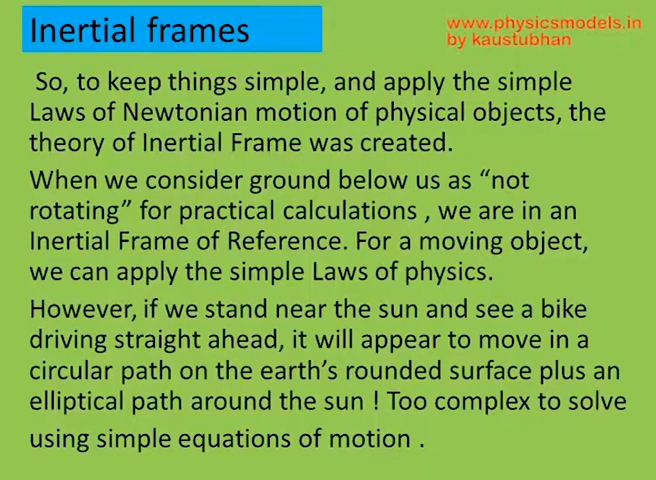 Inertial frames
www.physicsmodels.in
by kaustubhan
So, to keep things simple, and apply the simple
Laws of Newtonian motion of physical objects, the
theory of Inertial Frame was created.
When we consider ground below us as “not
rotating” for practical calculations , we are in an
Inertial Frame of Reference. For a moving object,
we can apply the simple Laws of physics.
However, if we stand near the sun and see a bike
driving straight ahead, it will appear to move in a
circular path on the earth’s rounded surface plus an
elliptical path around the sun ! Too complex to solve
using simple equations of motion .